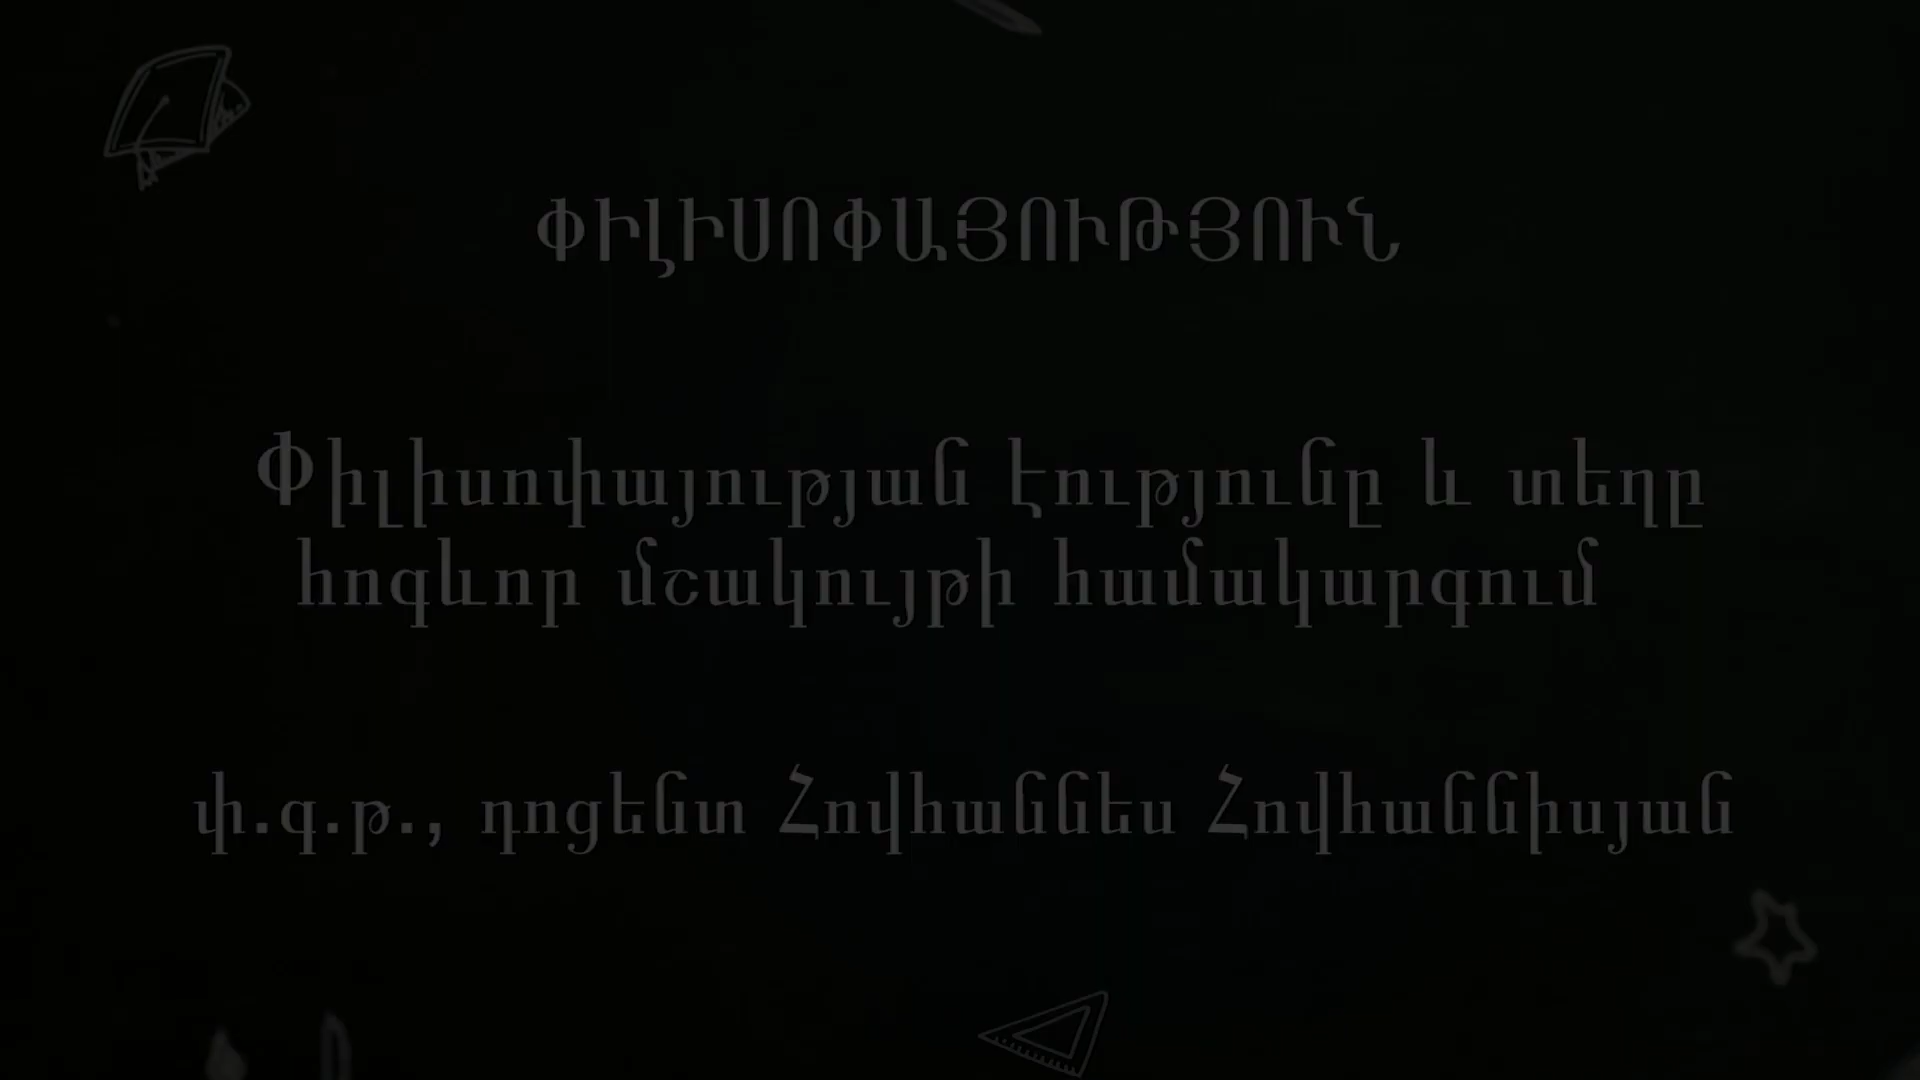 ՓԻԼԻՍՈՓԱՅՈՒԹՅՈՒՆ
Փիլիսոփայության էությունը և տեղը
հոգևոր մշակույթի համակարգում
փ.գ.թ., դոցենտ Հովհաննես Հովհաննիսյան